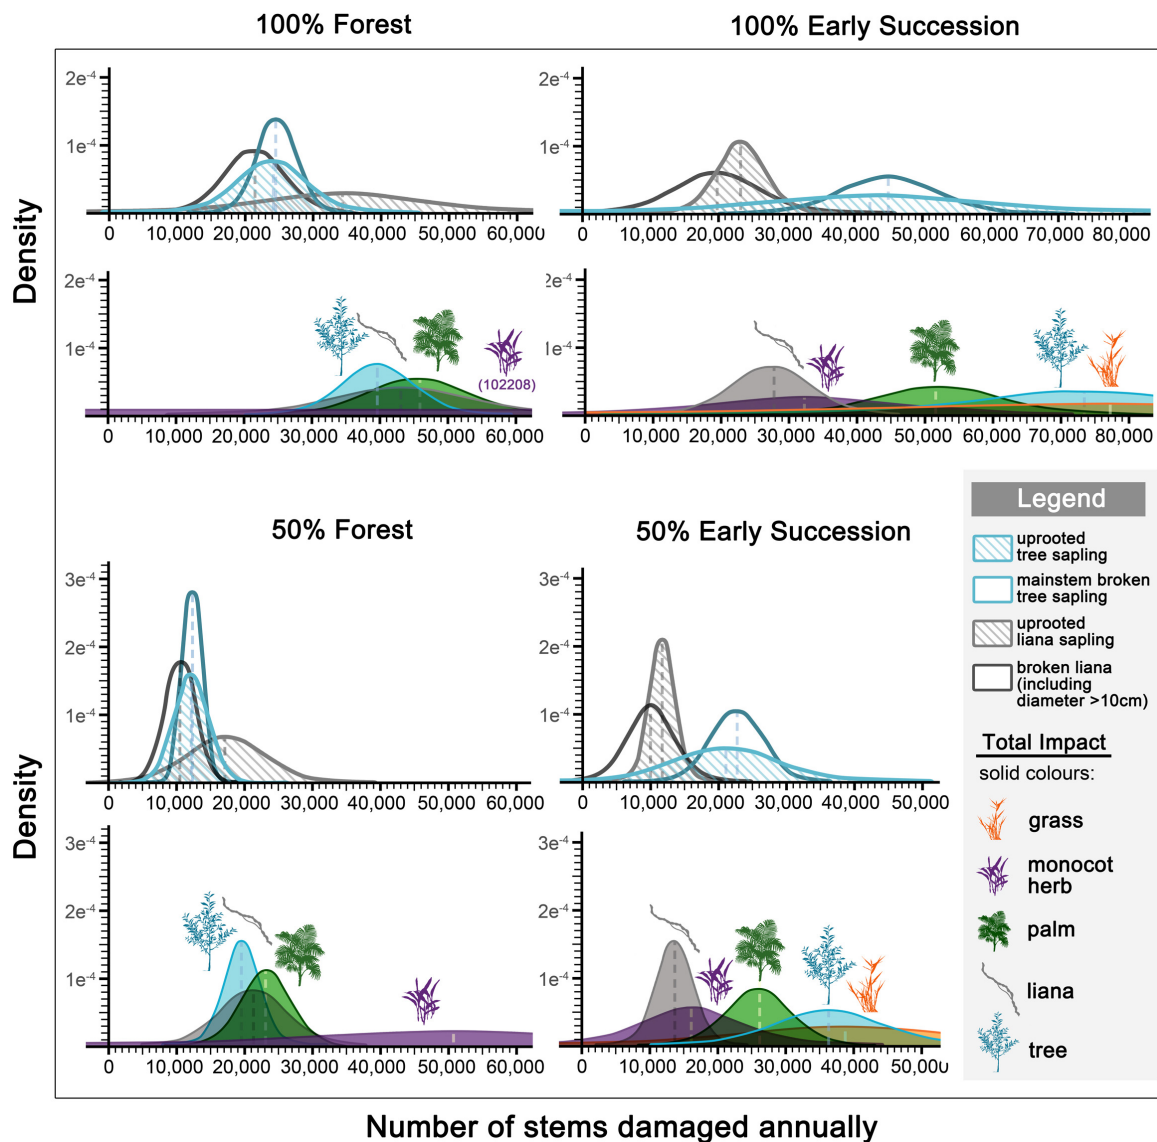 100% Forest
100% Early Succession
Density
2e-4
1e-4
0 10,000 20,000 30,000 40,000 50,000 60,000
2e-4
1e-4
0 10,000 20,000 30,000 40,000 50,000 60,000 70,000 80,000
2e-4
1e-4
(102208)
0 10,000 20,000 30,000 40,000 50,000 60,000
2e-4
1e-4
0 10,000 20,000 30,000 40,000 50,000 60,000 70,000 80,000
50% Forest
50% Early Succession
Density
3e-4
2e-4
1e-4
0 10,000 20,000 30,000 40,000 50,000 60,000
3e-4
2e-4
1e-4
0 10,000 20,000 30,000 40,000 50,000
3e-4
2e-4
1e-4
0 10,000 20,000 30,000 40,000 50,000 60,000
3e-4
2e-4
1e-4
0 10,000 20,000 30,000 40,000 50,000
Legend
uprooted
tree sapling
mainstem broken
tree sapling
uprooted
liana sapling
broken liana
(including
diameter >10cm)
Total Impact
solid colours:
grass
monocot
herb
palm
liana
tree
Number of stems damaged annually